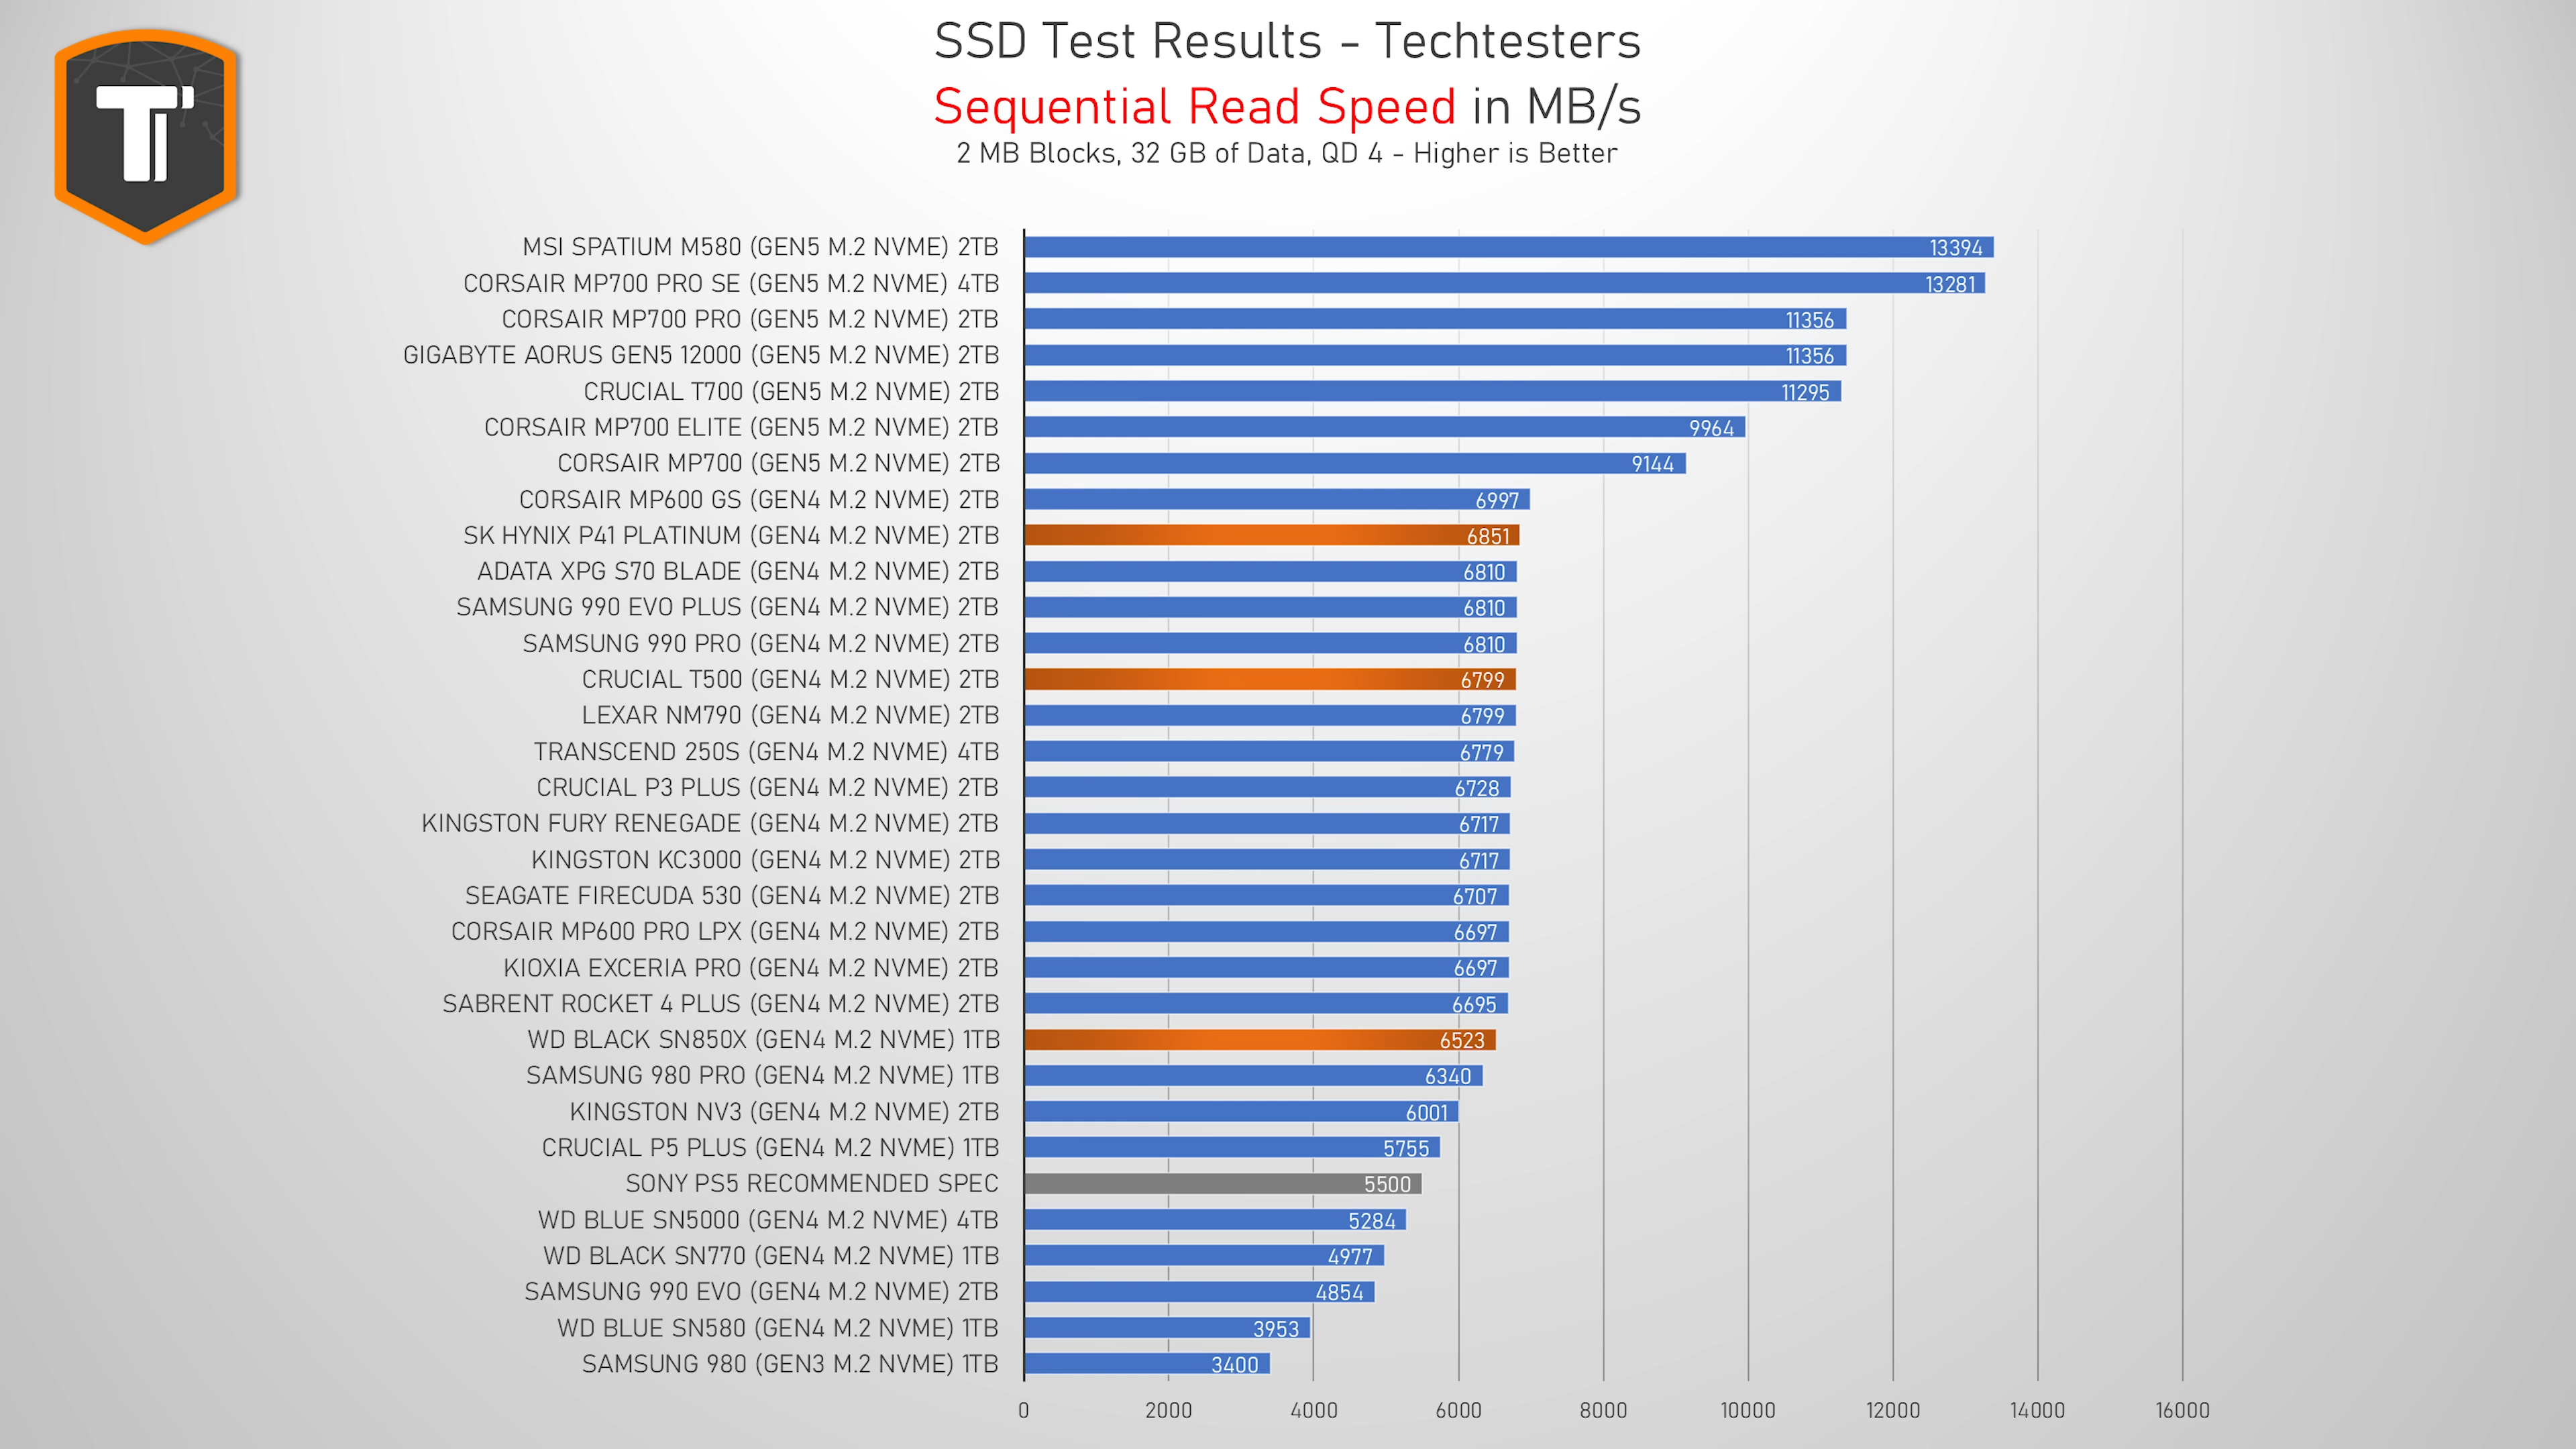 SSD Test Results - Techtesters
Sequential Read Speed in MB/s
2 MB Blocks, 32 GB of Data, QD 4 - Higher is Better
MSI SPATIUM M580 (GEN5 M.2 NVME) 2TB 13394
CORSAIR MP700 PRO SE (GEN5 M.2 NVME) 4TB 13281
CORSAIR MP700 PRO (GEN5 M.2 NVME) 2TB 11356
GIGABYTE AORUS GEN5 12000 (GEN5 M.2 NVME) 2TB 11356
CRUCIAL T700 (GEN5 M.2 NVME) 2TB 11295
CORSAIR MP700 ELITE (GEN5 M.2 NVME) 2TB 9964
CORSAIR MP700 (GEN5 M.2 NVME) 2TB 9144
CORSAIR MP600 GS (GEN4 M.2 NVME) 2TB 6997
SK HYNIX P41 PLATINUM (GEN4 M.2 NVME) 2TB 6851
ADATA XPG S70 BLADE (GEN4 M.2 NVME) 2TB 6810
SAMSUNG 990 EVO PLUS (GEN4 M.2 NVME) 2TB 6810
SAMSUNG 990 PRO (GEN4 M.2 NVME) 2TB 6810
CRUCIAL T500 (GEN4 M.2 NVME) 2TB 6799
LEXAR NM790 (GEN4 M.2 NVME) 2TB 6799
TRANSCEND 250S (GEN4 M.2 NVME) 4TB 6779
CRUCIAL P3 PLUS (GEN4 M.2 NVME) 2TB 6728
KINGSTON FURY RENEGADE (GEN4 M.2 NVME) 2TB 6717
KINGSTON KC3000 (GEN4 M.2 NVME) 2TB 6717
SEAGATE FIRECUDA 530 (GEN4 M.2 NVME) 2TB 6707
CORSAIR MP600 PRO LPX (GEN4 M.2 NVME) 2TB 6697
KIOXIA EXCERIA PRO (GEN4 M.2 NVME) 2TB 6697
SABRENT ROCKET 4 PLUS (GEN4 M.2 NVME) 2TB 6695
WD BLACK SN850X (GEN4 M.2 NVME) 1TB 6523
SAMSUNG 980 PRO (GEN4 M.2 NVME) 1TB 6340
KINGSTON NV3 (GEN4 M.2 NVME) 2TB 6001
CRUCIAL P5 PLUS (GEN4 M.2 NVME) 1TB 5755
SONY PS5 RECOMMENDED SPEC 5500
WD BLUE SN5000 (GEN4 M.2 NVME) 4TB 5284
WD BLACK SN770 (GEN4 M.2 NVME) 1TB 4977
SAMSUNG 990 EVO (GEN4 M.2 NVME) 2TB 4854
WD BLUE SN580 (GEN4 M.2 NVME) 1TB 3953
SAMSUNG 980 (GEN3 M.2 NVME) 1TB 3400
0 2000 4000 6000 8000 10000 12000 14000 16000